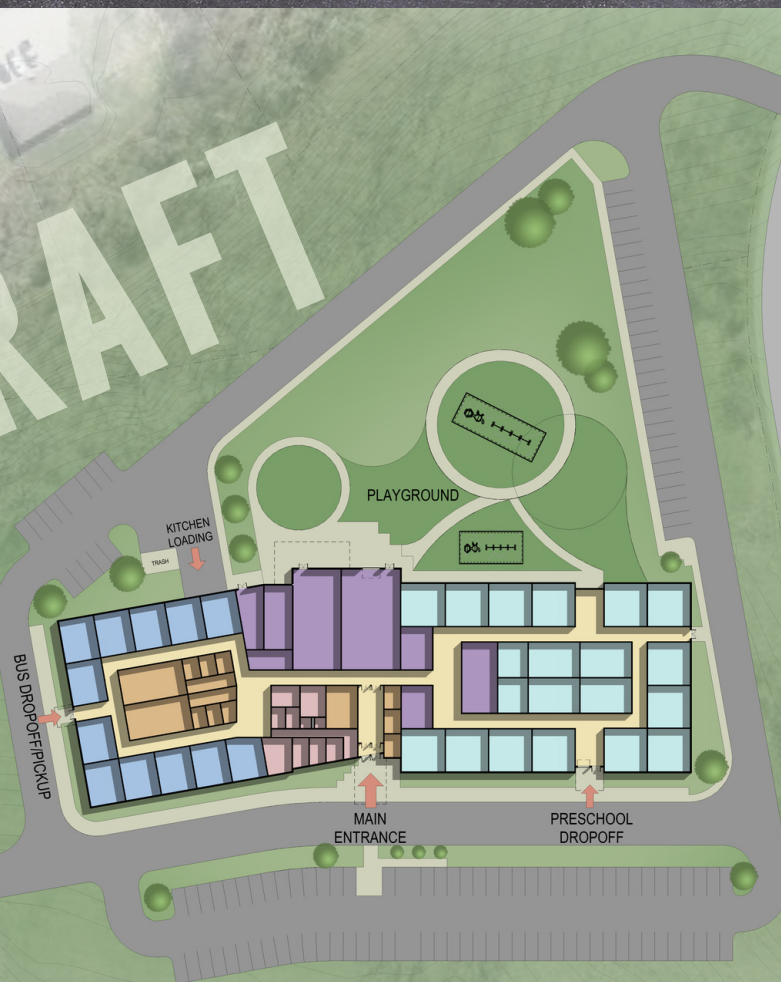 RAFT
KITCHEN
LOADING
TRASH
PLAYGROUND
BUS DROPOFF/PICKUP
MAIN
ENTRANCE
PRESCHOOL
DROPOFF